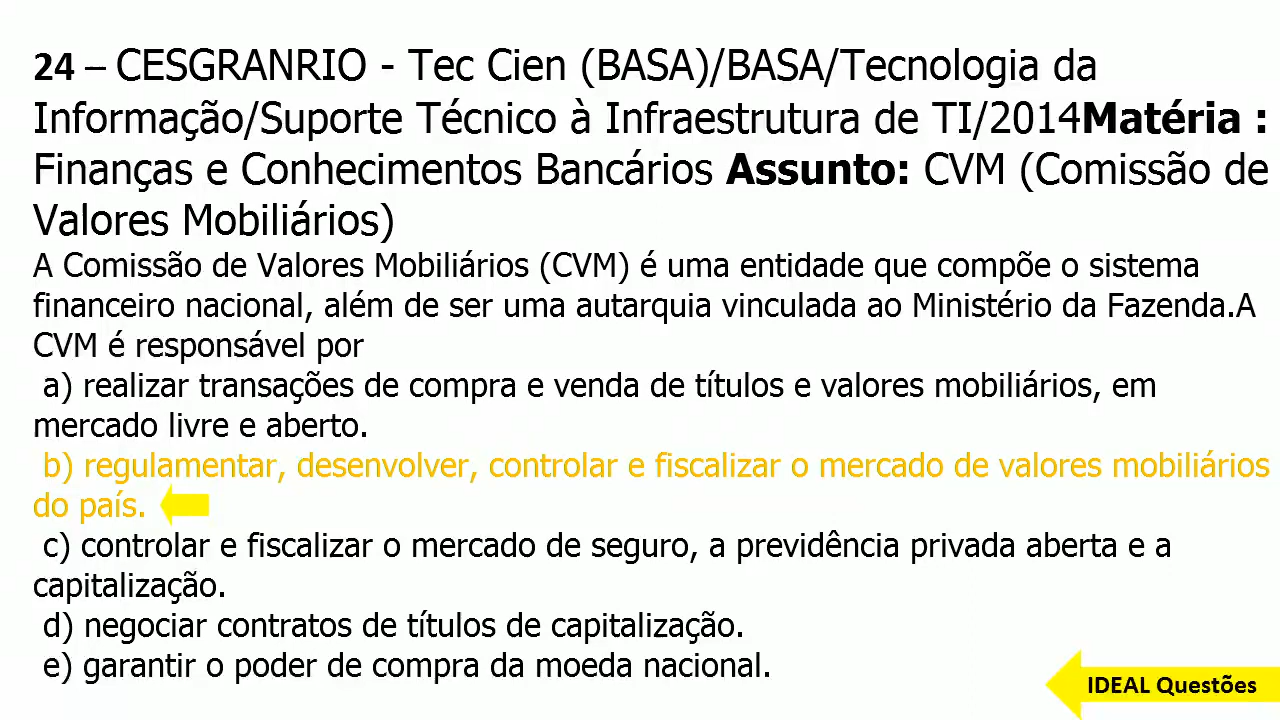 24 – CESGRANRIO - Tec Cien (BASA)/BASA/Tecnologia da
Informação/Suporte Técnico à Infraestrutura de TI/2014Matéria :
Finanças e Conhecimentos Bancários Assunto: CVM (Comissão de
Valores Mobiliários)
A Comissão de Valores Mobiliários (CVM) é uma entidade que compõe o sistema
financeiro nacional, além de ser uma autarquia vinculada ao Ministério da Fazenda.A
CVM é responsável por
a) realizar transações de compra e venda de títulos e valores mobiliários, em
mercado livre e aberto.
b) regulamentar, desenvolver, controlar e fiscalizar o mercado de valores mobiliários
do país.
c) controlar e fiscalizar o mercado de seguro, a previdência privada aberta e a
capitalização.
d) negociar contratos de títulos de capitalização.
e) garantir o poder de compra da moeda nacional.
IDEAL Questões